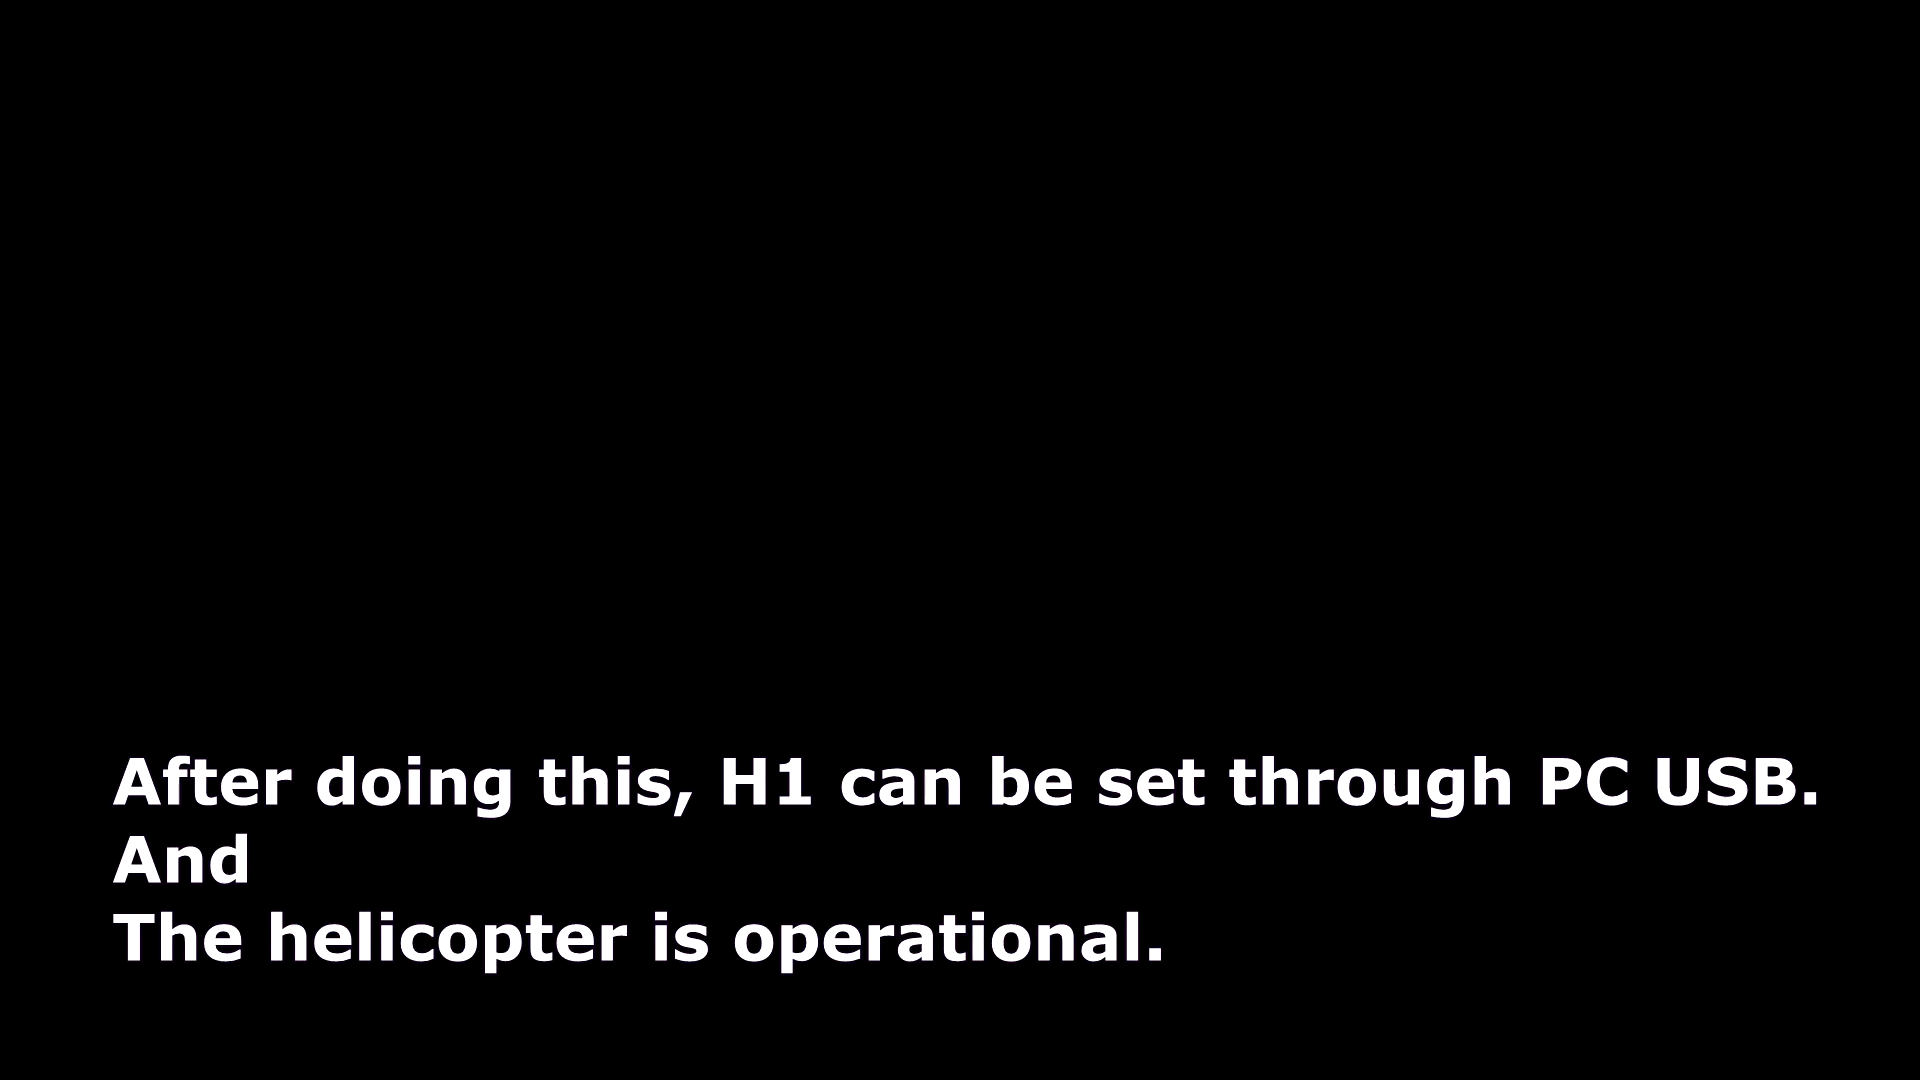 After doing this, H1 can be set through PC USB.
And
The helicopter is operational.